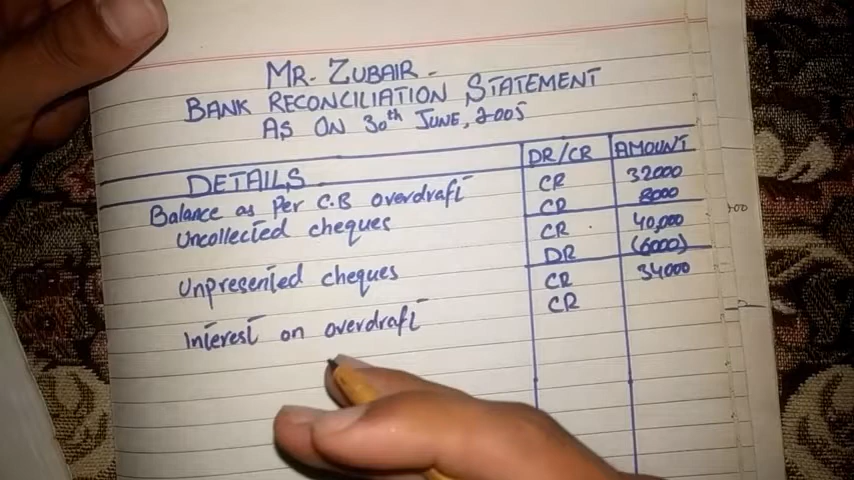 MR. ZUBAIR.
BANK RECONCILIATION STATEMENT
AS ON 30th JUNE, 2005
DETAILS DR/CR AMOUNT
Balance as per C.B overdraft CR 32000
Uncollected cheques CR 8000
CR 40,000
Unpresented cheques DR (6000)
CR 34000
Interest on overdraft CR